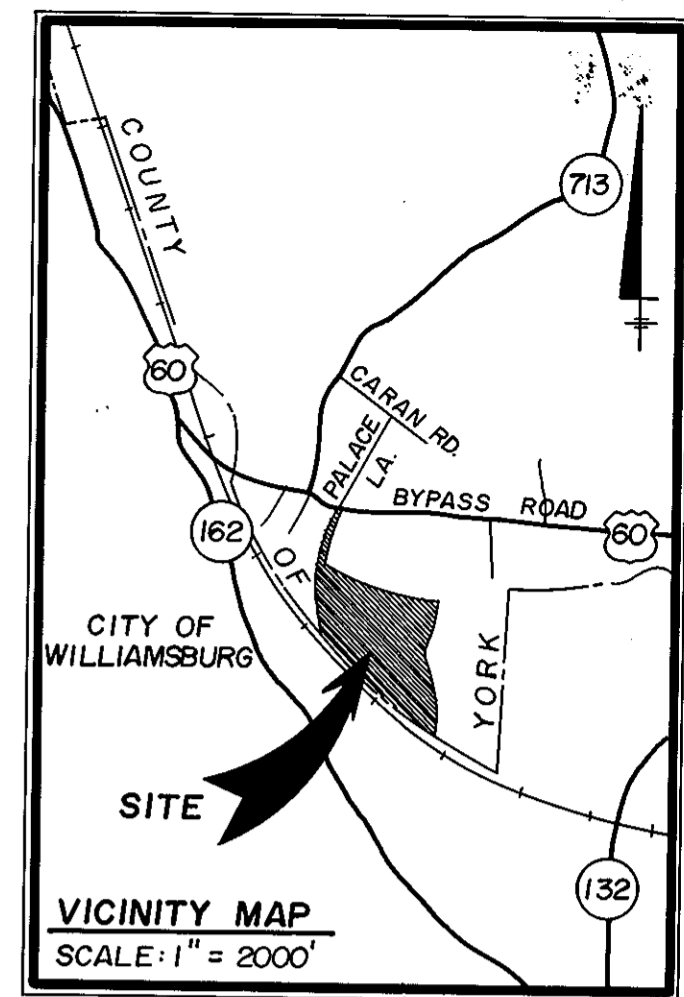 COUNTY
713
60
CARAN RD.
PALACE
LA.
BYPASS ROAD
60
162
OF
CITY OF
WILLIAMSBURG
YORK
SITE
132
VICINITY MAP
SCALE: 1" = 2000'